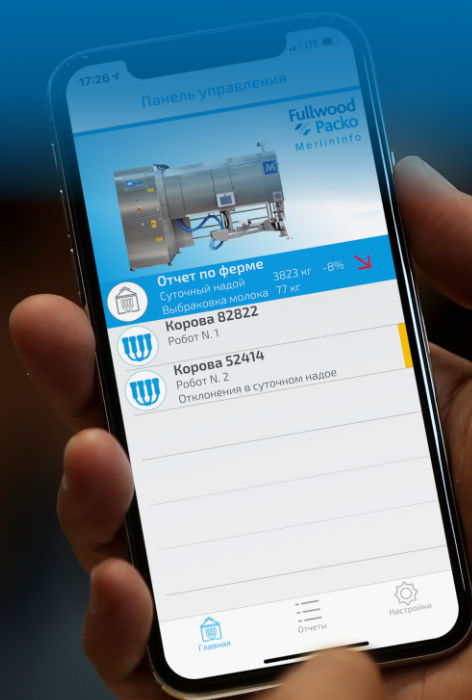 17:26
LTE
Панель управления
Fullwood
Packo
MerlinInfo
M²
Отчет по ферме
Суточный надой 3823 кг -8%
Выбраковка молока 77 кг
Корова 82822
Робот N. 1
Корова 52414
Робот N. 2
Отклонения в суточном надое
Главная
Отчеты
Настройки